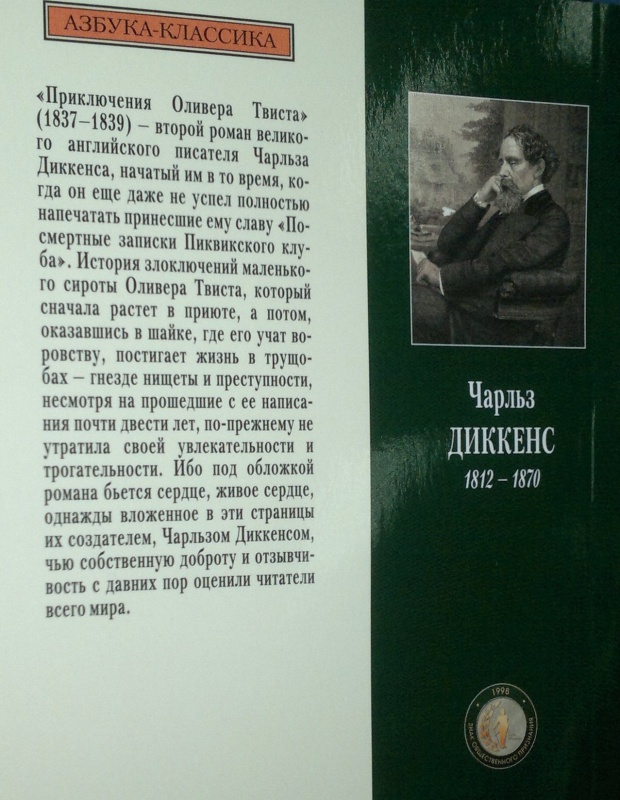 АЗБУКА-КЛАССИКА
«Приключения Оливера Твиста»
(1837–1839) – второй роман велико-
го английского писателя Чарльза
Диккенса, начатый им в то время, ко-
гда он еще даже не успел полностью
напечатать принесшие ему славу «По-
смертные записки Пиквикского клу-
ба». История злоключений маленько-
го сироты Оливера Твиста, который
сначала растет в приюте, а потом,
оказавшись в шайке, где его учат во-
ровству, постигает жизнь в трущо-
бах – гнезде нищеты и преступности,
несмотря на прошедшие с ее написа-
ния почти двести лет, по-прежнему не
утратила своей увлекательности и
трогательности. Ибо под обложкой
романа бьется сердце, живое сердце,
однажды вложенное в эти страницы
их создателем, Чарльзом Диккенсом,
чью собственную доброту и отзывчи-
вость с давних пор оценили читатели
всего мира.
Чарльз
ДИККЕНС
1812 – 1870
1998
ЗНАК ОБЩЕСТВЕННОГО ПРИЗНАНИЯ